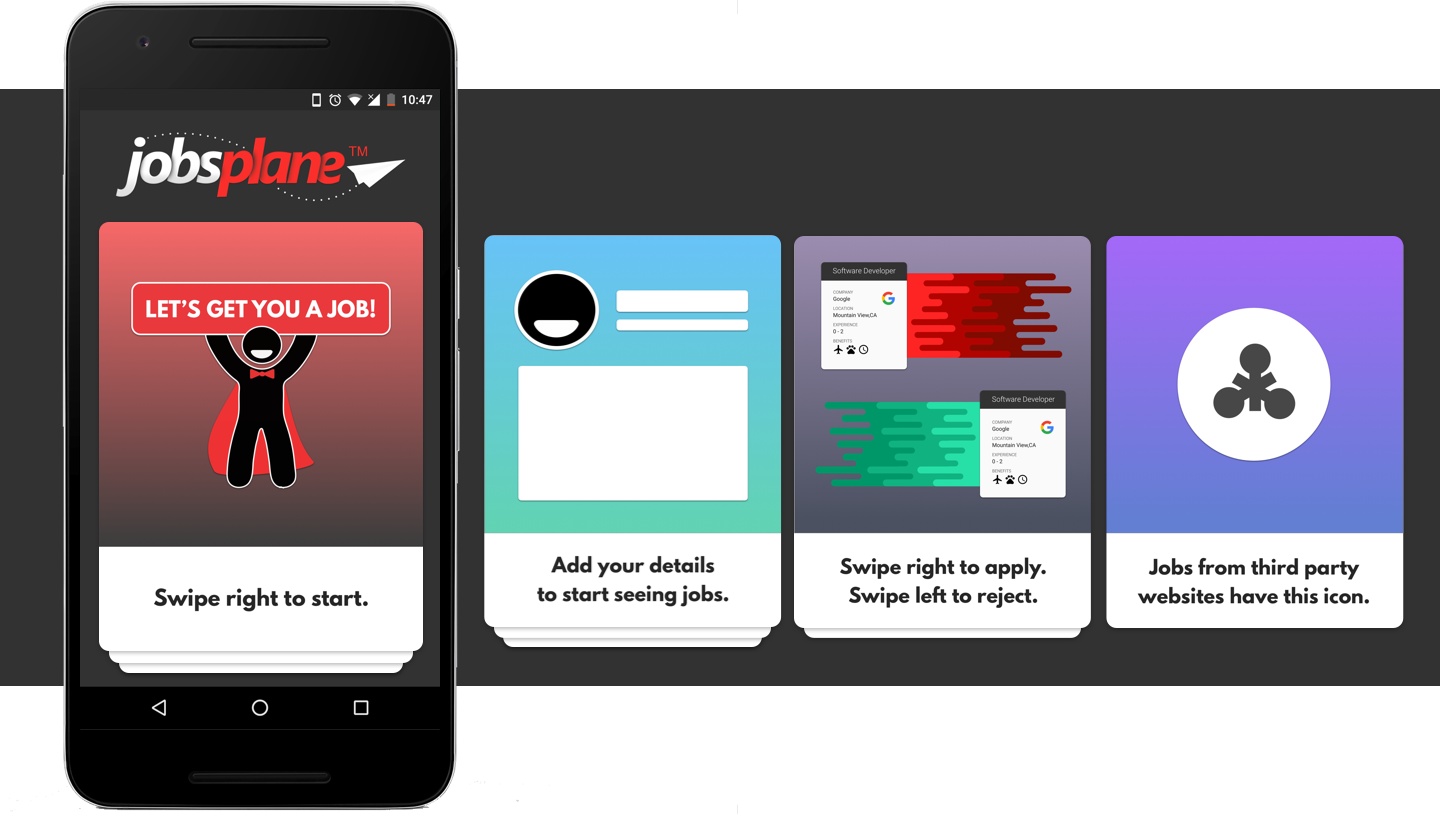 10:47
jobsplane™
LET'S GET YOU A JOB!
Swipe right to start.
Add your details
to start seeing jobs.
Software Developer
COMPANY
Google
LOCATION
Mountain View,CA
EXPERIENCE
0 - 2
BENEFITS
Software Developer
COMPANY
Google
LOCATION
Mountain View,CA
EXPERIENCE
0 - 2
BENEFITS
Swipe right to apply.
Swipe left to reject.
Jobs from third party
websites have this icon.